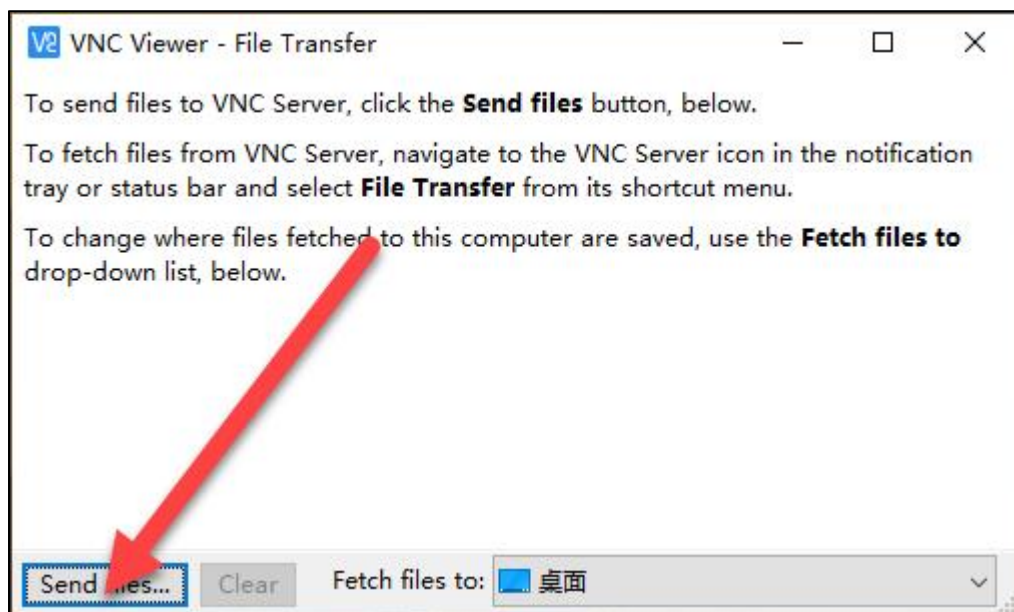 VNC Viewer - File Transfer
To send files to VNC Server, click the Send files button, below.
To fetch files from VNC Server, navigate to the VNC Server icon in the notification
tray or status bar and select File Transfer from its shortcut menu.
To change where files fetched to this computer are saved, use the Fetch files to
drop-down list, below.
Send files... Clear Fetch files to: 桌面